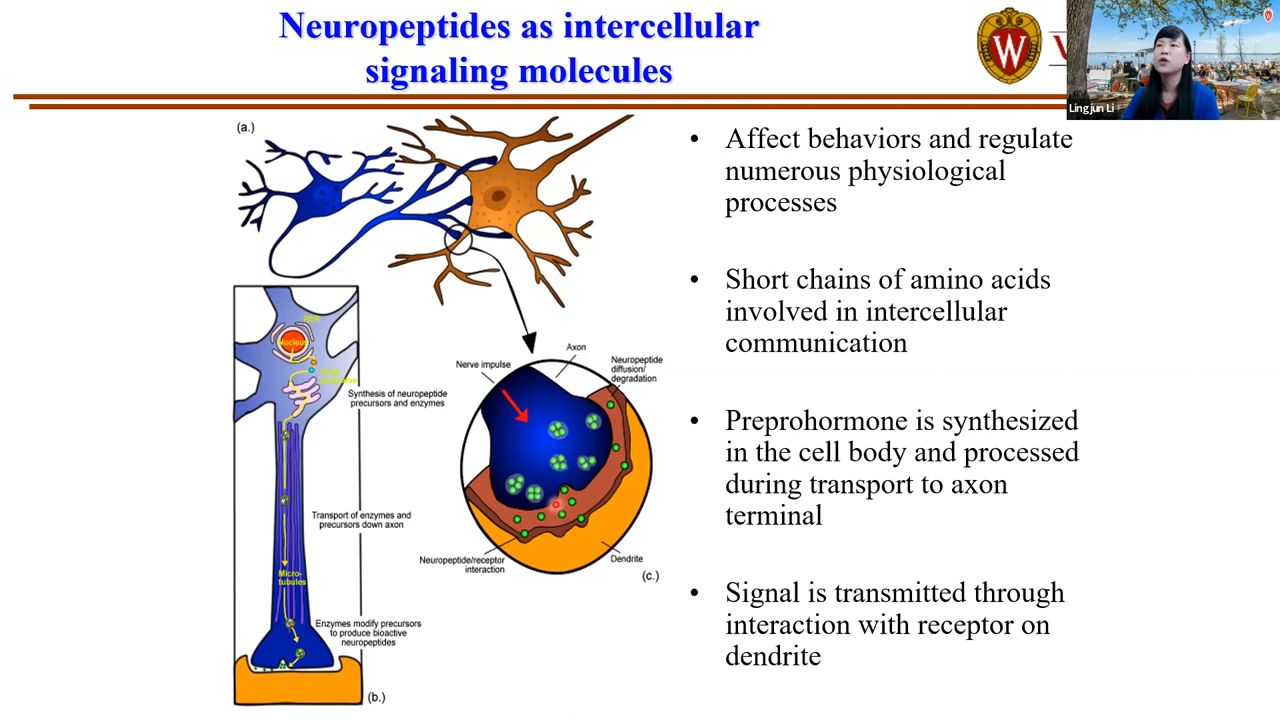 Neuropeptides as intercellular
signaling molecules
W
Lingjun Li
(a.)
• Affect behaviors and regulate
numerous physiological
processes
• Short chains of amino acids
involved in intercellular
communication
• Preprohormone is synthesized
in the cell body and processed
during transport to axon
terminal
• Signal is transmitted through
interaction with receptor on
dendrite
RER
Nucleus
Golgi
Synthesis of neuropeptide
precursors and enzymes
Transport of enzymes and
precursors down axon
Micro-
tubules
Enzymes modify precursors
to produce bioactive
neuropeptides
(b.)
Nerve impulse
Axon
Neuropeptide
diffusion/
degradation
Neuropeptide/receptor
interaction
Dendrite
(c.)